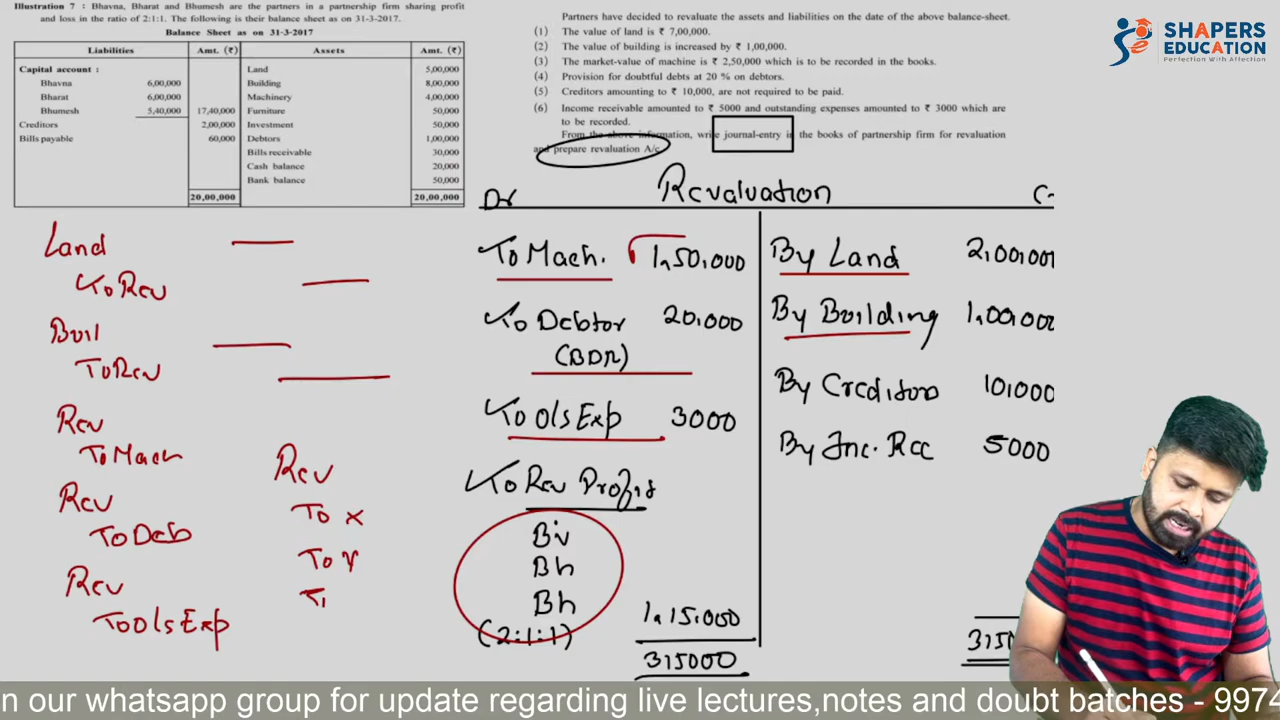 Illustration 7 : Bhavna, Bharat and Bhumesh are the partners in a partnership firm sharing profit
and loss in the ratio of 2:1:1. The following is their balance sheet as on 31-3-2017.
Balance Sheet as on 31-3-2017
Liabilities Amt. (₹) Assets Amt. (₹)
Capital account : Land 5,00,000
Bhavna 6,00,000 Building 8,00,000
Bharat 6,00,000 Machinery 4,00,000
Bhumesh 5,40,000 17,40,000 Furniture 50,000
Creditors 2,00,000 Investment 50,000
Bills payable 60,000 Debtors 1,00,000
Bills receivable 30,000
Cash balance 20,000
Bank balance 50,000
20,00,000 20,00,000
Partners have decided to revaluate the assets and liabilities on the date of the above balance-sheet.
(1) The value of land is ₹ 7,00,000.
(2) The value of building is increased by ₹ 1,00,000.
(3) The market-value of machine is ₹ 2,50,000 which is to be recorded in the books.
(4) Provision for doubtful debts at 20 % on debtors.
(5) Creditors amounting to ₹ 10,000, are not required to be paid.
(6) Income receivable amounted to ₹ 5000 and outstanding expenses amounted to ₹ 3000 which are
to be recorded.
From the above information, write journal-entry in the books of partnership firm for revaluation
and prepare revaluation A/c.
SHAPERS
EDUCATION
Perfection With Affection
Dr Revaluation
To Mach. 1,50,000 By Land 2,00,000
To Debtor 20,000 By Building 1,00,000
(BDR)
By Creditors 10,000
To O/s Exp 3000
By Inc. Rec 5000
To Rev Profit
Bv
Bh
Bh
(2:1:1) 1,15,000
315000
Land
To Rev
Buil
To Rev
Rev
To Mach
Rev
To Deb
Rev
To O/s Exp
Rev
To X
To Y
n our whatsapp group for update regarding live lectures,notes and doubt batches - 9974